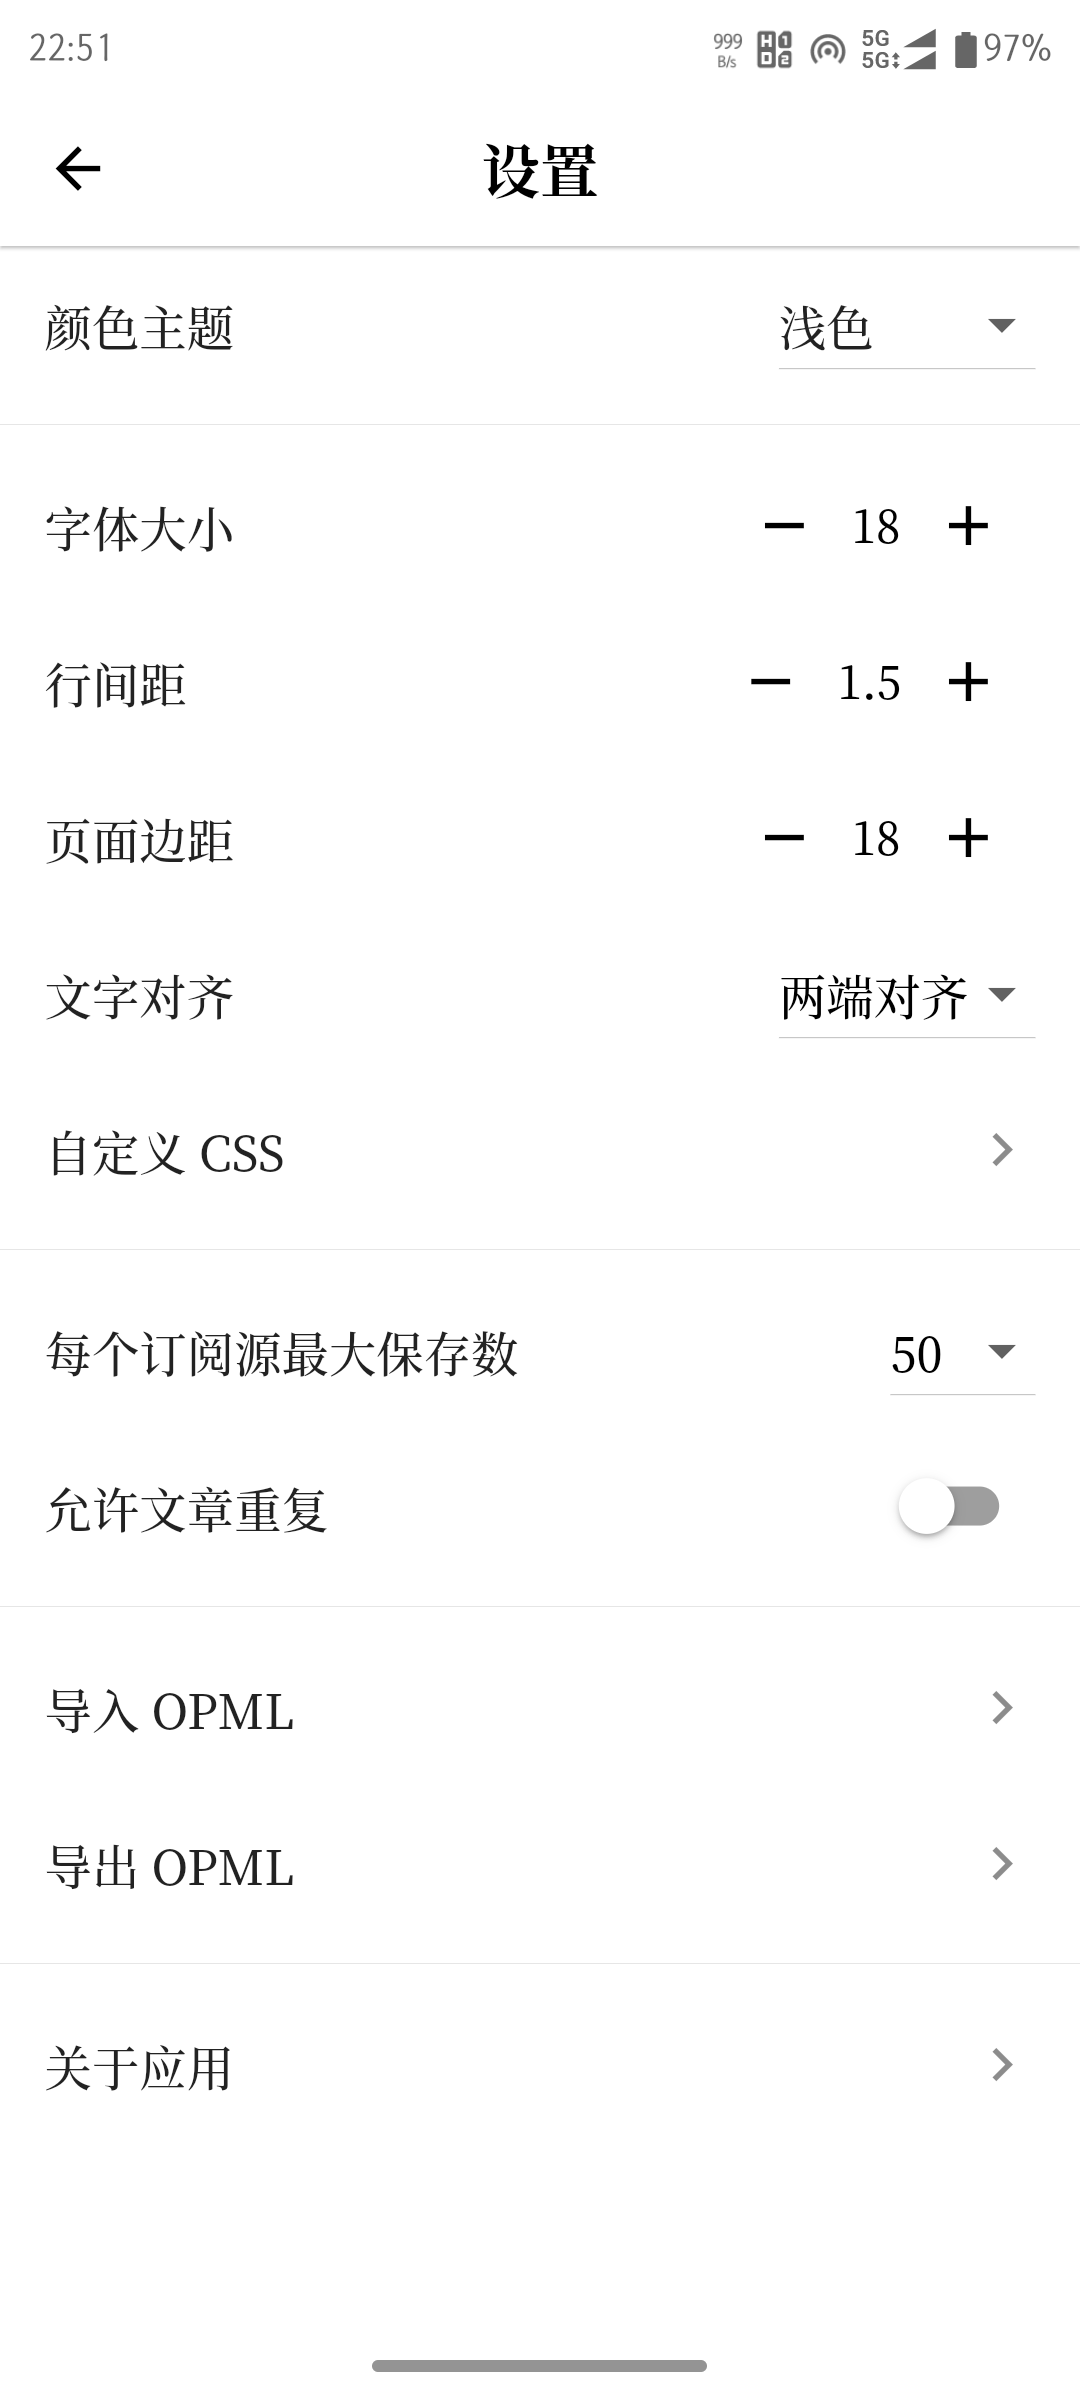 22:51
999 B/s HD 1 2 5G 5G 97%
设置
颜色主题 浅色
字体大小 — 18 +
行间距 — 1.5 +
页面边距 — 18 +
文字对齐 两端对齐
自定义 CSS
每个订阅源最大保存数 50
允许文章重复
导入 OPML
导出 OPML
关于应用